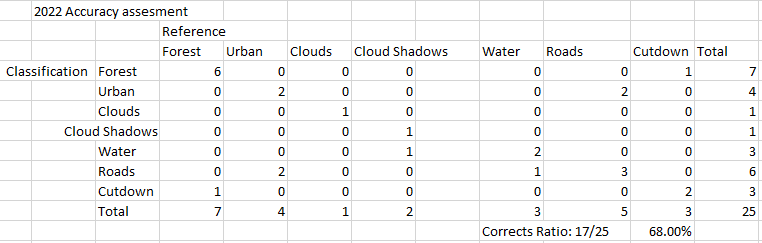 2022 Accuracy assesment
Reference
Forest Urban Clouds Cloud Shadows Water Roads Cutdown Total
Classification Forest 6 0 0 0 0 0 1 7
Urban 0 2 0 0 0 2 0 4
Clouds 0 0 1 0 0 0 0 1
Cloud Shadows 0 0 0 1 0 0 0 1
Water 0 0 0 1 2 0 0 3
Roads 0 2 0 0 1 3 0 6
Cutdown 1 0 0 0 0 0 2 3
Total 7 4 1 2 3 5 3 25
Corrects Ratio: 17/25 68.00%